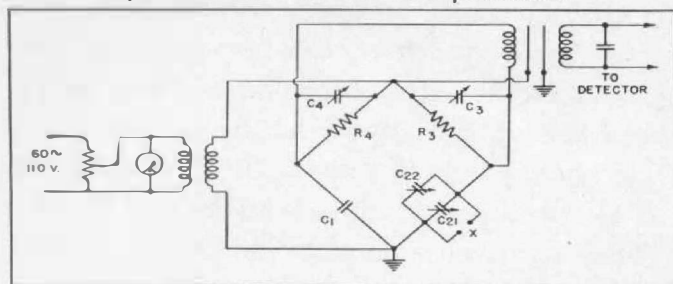 TO
DETECTOR
C4
C3
R4
R3
60~
110 V.
C22
C1
C21
X